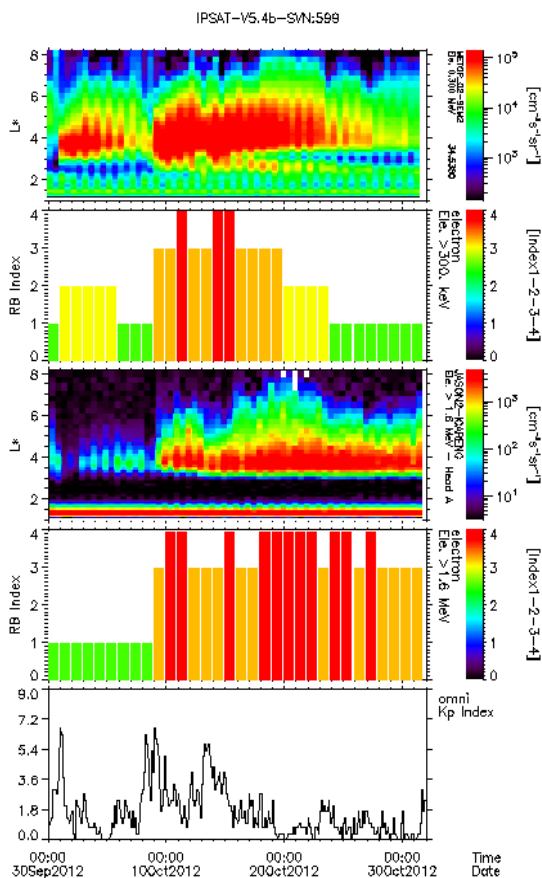 IPSAT-V5.4b-SVN:599
8
6
4
2
L*
Ele. 0.300 MeV
10⁵
10⁴
10³
[cm⁻²s⁻¹sr⁻¹]
4
3
2
1
0
RB Index
electron
Ele. >300. keV
4
3
2
1
0
[Index1-2-3-4]
8
6
4
2
L*
Ele. > 1.6 MeV - Head A
10³
10²
10¹
[cm⁻²s⁻¹sr⁻¹]
4
3
2
1
0
RB Index
electron
Ele. >1.6 MeV
4
3
2
1
0
[Index1-2-3-4]
9.0
7.2
5.4
3.6
1.8
0.0
omni
Kp Index
00:00 00:00 00:00 00:00 Time
30Sep2012 10Oct2012 20Oct2012 30Oct2012 Date